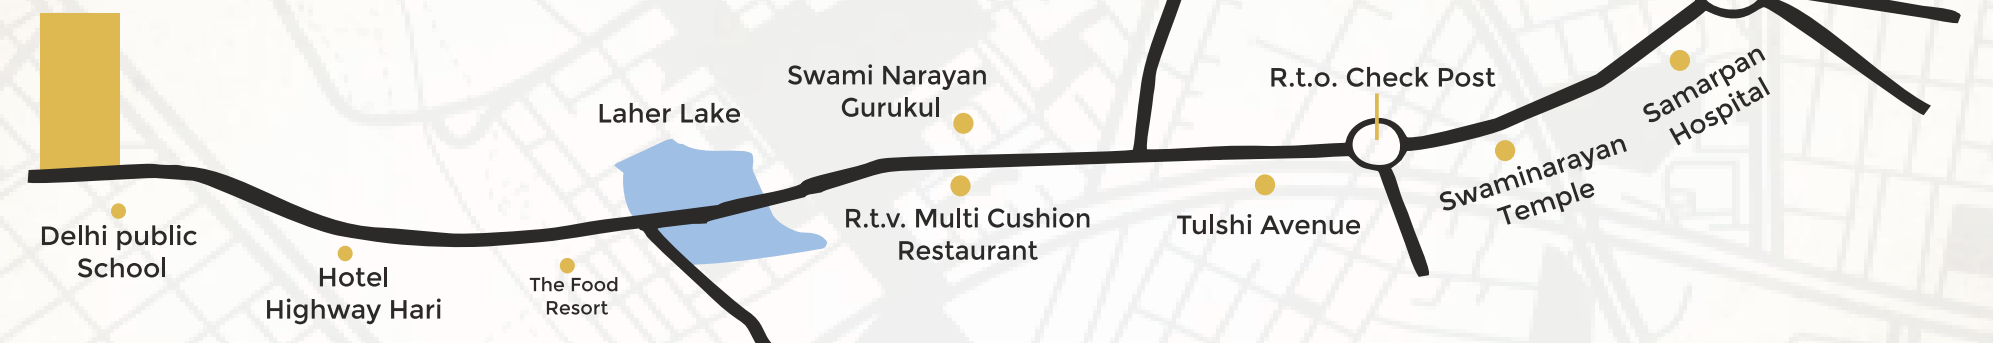 Delhi public
School
Hotel
Highway Hari
The Food
Resort
Laher Lake
Swami Narayan
Gurukul
R.t.v. Multi Cushion
Restaurant
Tulshi Avenue
R.t.o. Check Post
Swaminarayan
Temple
Samarpan
Hospital